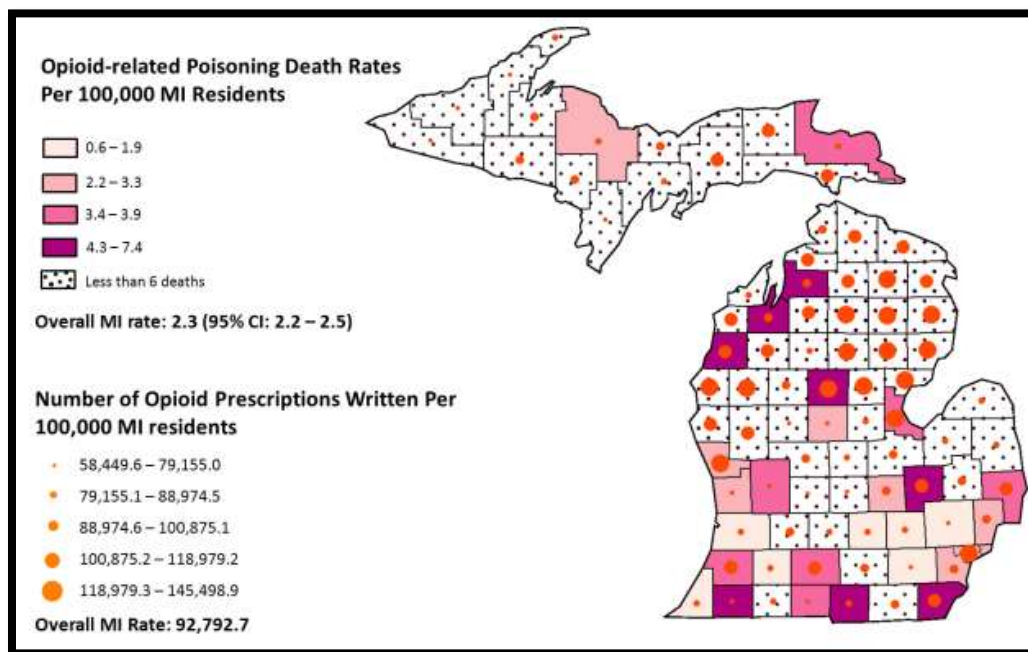 Opioid-related Poisoning Death Rates
Per 100,000 MI Residents
0.6 – 1.9
2.2 – 3.3
3.4 – 3.9
4.3 – 7.4
Less than 6 deaths
Overall MI rate: 2.3 (95% CI: 2.2 – 2.5)
Number of Opioid Prescriptions Written Per
100,000 MI residents
58,449.6 – 79,155.0
79,155.1 – 88,974.5
88,974.6 – 100,875.1
100,875.2 – 118,979.2
118,979.3 – 145,498.9
Overall MI Rate: 92,792.7